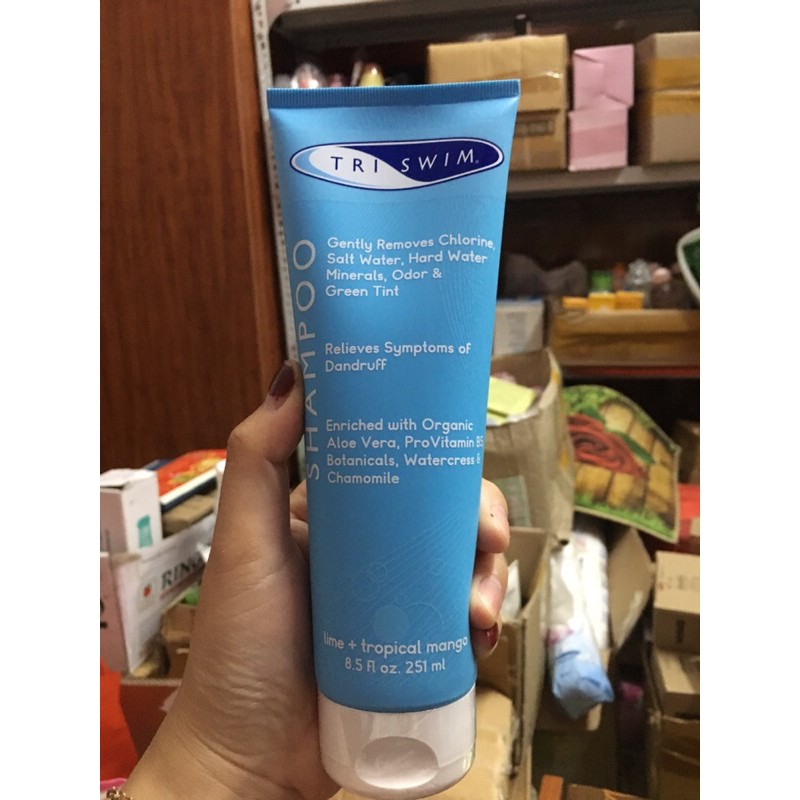 TRI SWIM®
SHAMPOO
Gently Removes Chlorine,
Salt Water, Hard Water
Minerals, Odor &
Green Tint
Relieves Symptoms of
Dandruff
Enriched with Organic
Aloe Vera, ProVitamin B5
Botanicals, Watercress &
Chamomile
lime + tropical mango
8.5 fl oz. 251 ml